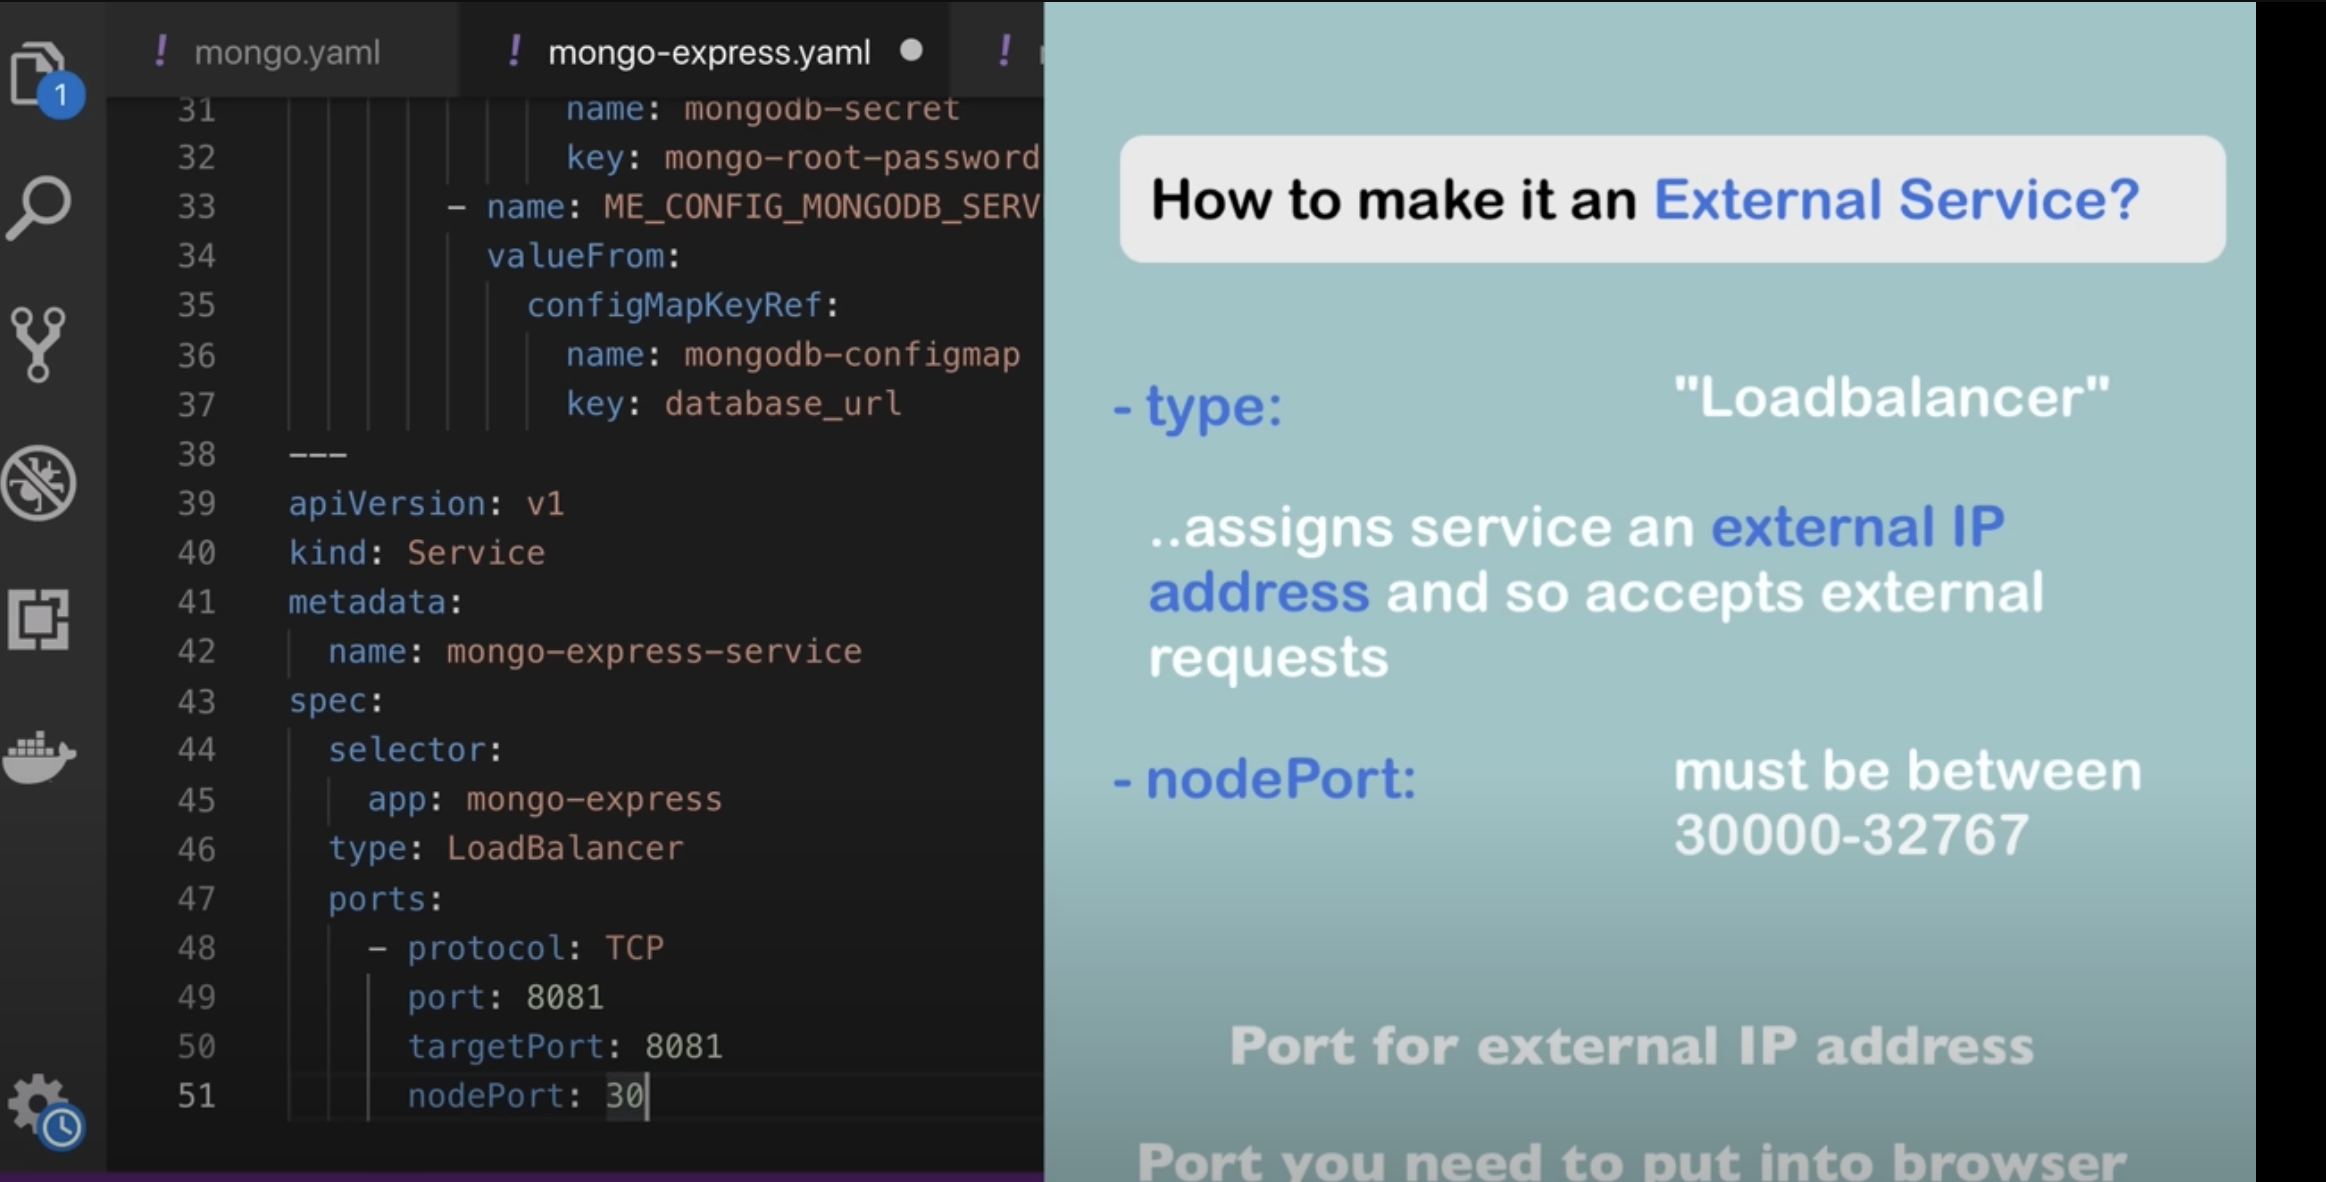 1
! mongo.yaml
! mongo-express.yaml
!
31 name: mongodb-secret
32 key: mongo-root-password
33 - name: ME_CONFIG_MONGODB_SERV
34 valueFrom:
35 configMapKeyRef:
36 name: mongodb-configmap
37 key: database_url
38 ---
39 apiVersion: v1
40 kind: Service
41 metadata:
42 name: mongo-express-service
43 spec:
44 selector:
45 app: mongo-express
46 type: LoadBalancer
47 ports:
48 - protocol: TCP
49 port: 8081
50 targetPort: 8081
51 nodePort: 30
How to make it an External Service?
- type: "Loadbalancer"
..assigns service an external IP
address and so accepts external
requests
- nodePort: must be between
30000-32767
Port for external IP address
Port you need to put into browser